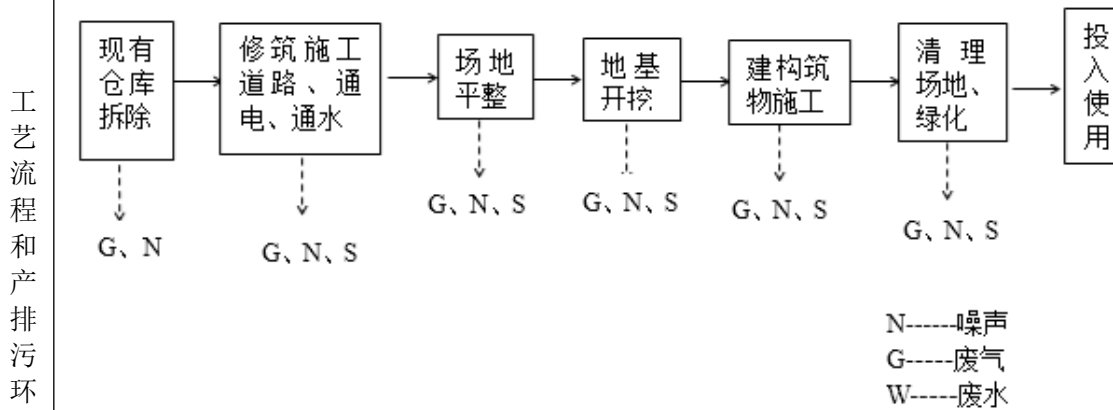 工
艺
流
程
和
产
排
污
环
现有
仓库
拆除
修筑施工
道路、通
电、通水
场地
平整
地基
开挖
建构筑
物施工
清理
场地、
绿化
投
入
使
用
G、N
G、N、S
G、N、S
G、N、S
G、N、S
G、N、S
N------噪声
G-----废气
W----废水